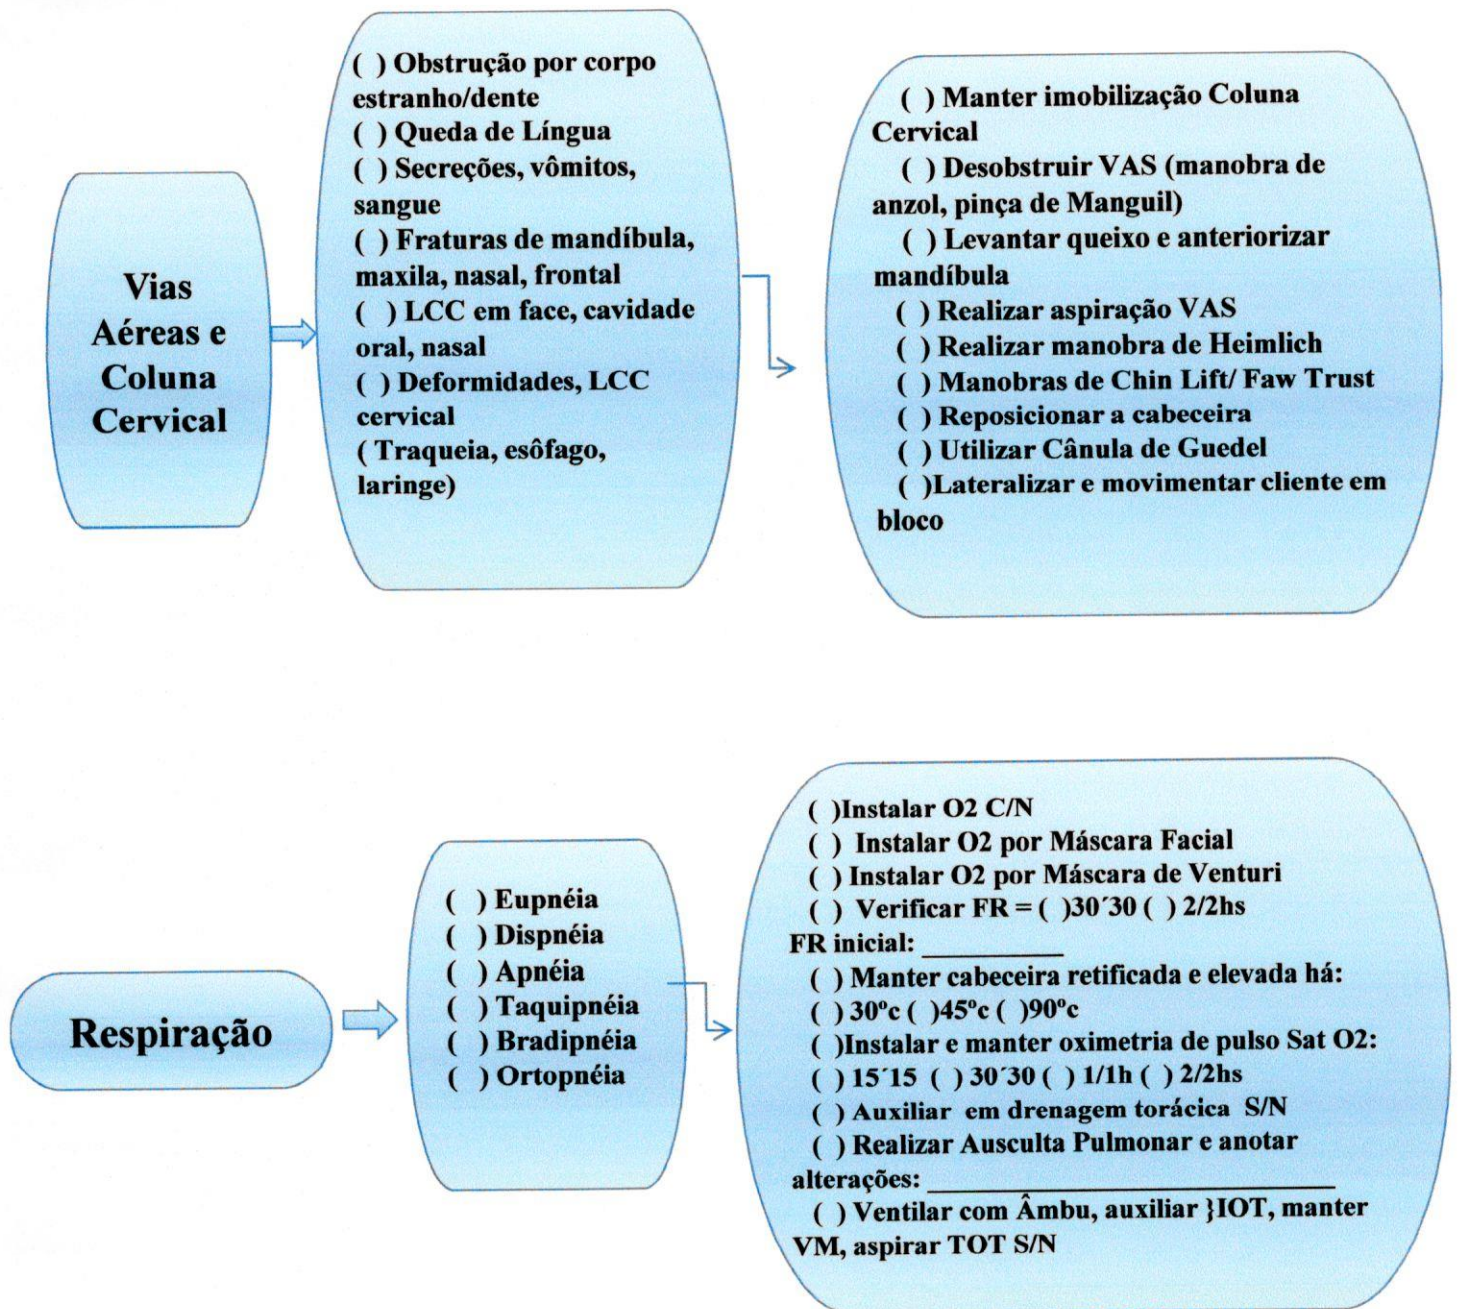 Vias
Aéreas e
Coluna
Cervical
( ) Obstrução por corpo
estranho/dente
( ) Queda de Língua
( ) Secreções, vômitos,
sangue
( ) Fraturas de mandíbula,
maxila, nasal, frontal
( ) LCC em face, cavidade
oral, nasal
( ) Deformidades, LCC
cervical
( Traqueia, esôfago,
laringe)
( ) Manter imobilização Coluna
Cervical
( ) Desobstruir VAS (manobra de
anzol, pinça de Manguil)
( ) Levantar queixo e anteriorizar
mandíbula
( ) Realizar aspiração VAS
( ) Realizar manobra de Heimlich
( ) Manobras de Chin Lift/ Faw Trust
( ) Reposicionar a cabeceira
( ) Utilizar Cânula de Guedel
( )Lateralizar e movimentar cliente em
bloco
Respiração
( ) Eupnéia
( ) Dispnéia
( ) Apnéia
( ) Taquipnéia
( ) Bradipnéia
( ) Ortopnéia
( )Instalar O2 C/N
( ) Instalar O2 por Máscara Facial
( ) Instalar O2 por Máscara de Venturi
( ) Verificar FR = ( )30´30 ( ) 2/2hs
FR inicial: __________
( ) Manter cabeceira retificada e elevada há:
( ) 30ºc ( )45ºc ( )90ºc
( )Instalar e manter oximetria de pulso Sat O2:
( ) 15´15 ( ) 30´30 ( ) 1/1h ( ) 2/2hs
( ) Auxiliar em drenagem torácica S/N
( ) Realizar Ausculta Pulmonar e anotar
alterações: _____________________________
( ) Ventilar com Âmbu, auxiliar }IOT, manter
VM, aspirar TOT S/N